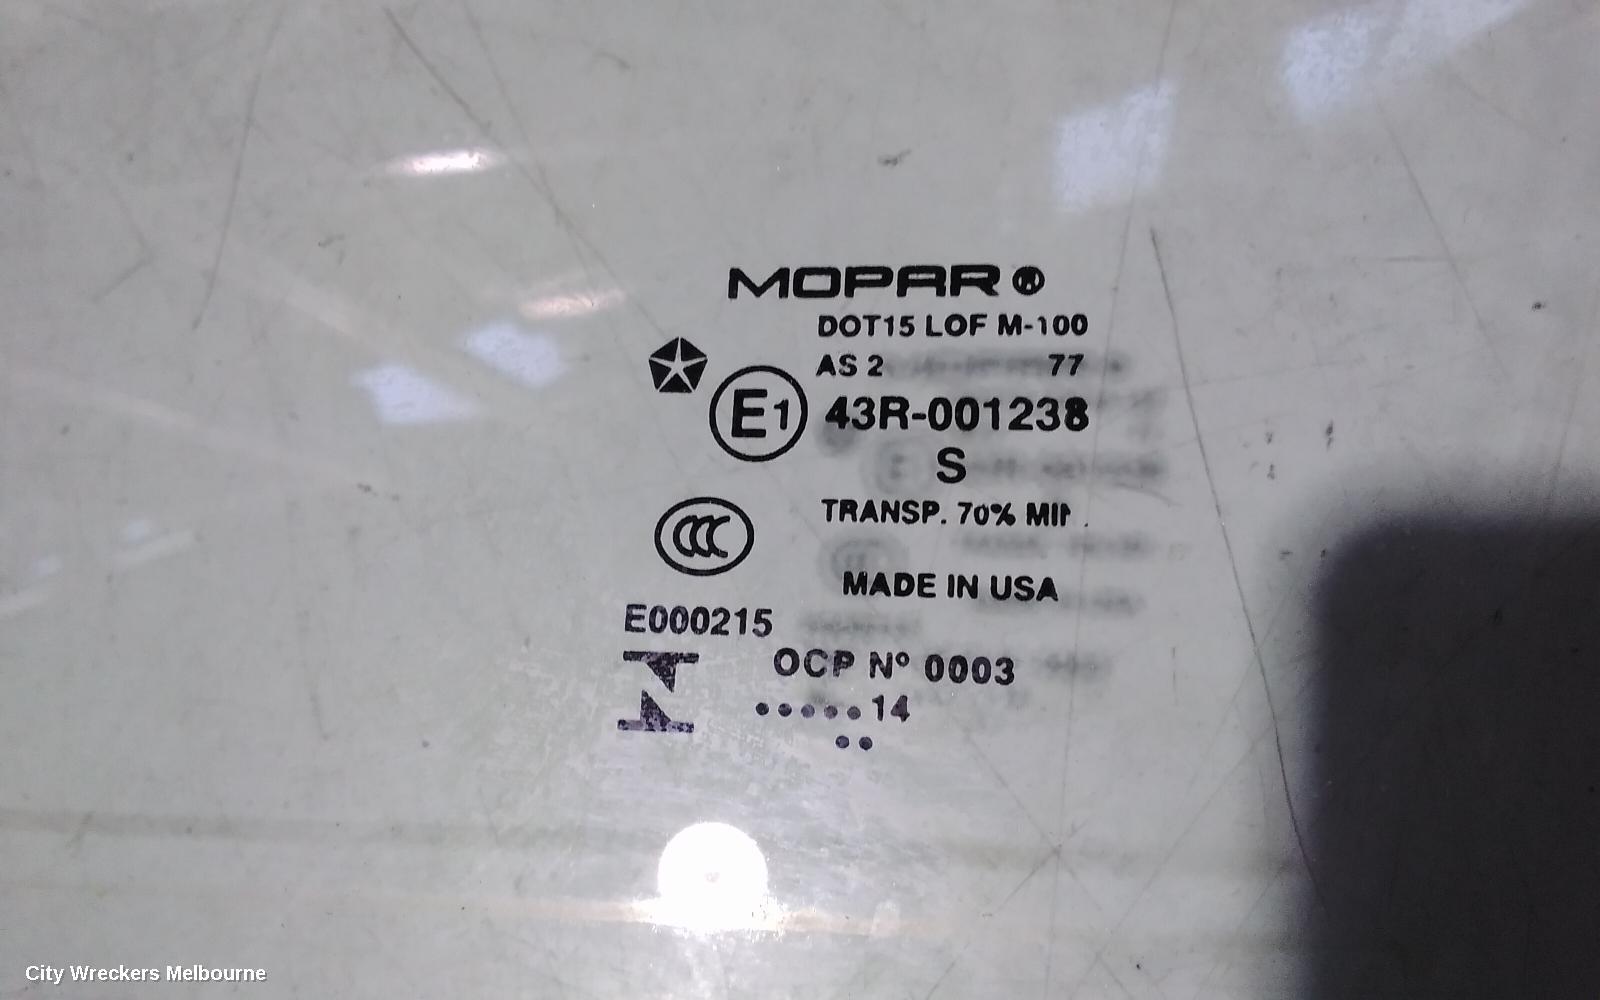 MOPAR®
DOT15 LOF M-100
AS 2 77
E1 43R-001238
S
TRANSP. 70%
CCC
MADE IN USA
E000215
OCP Nº 0003
•••••14
••
City Wreckers Melbourne